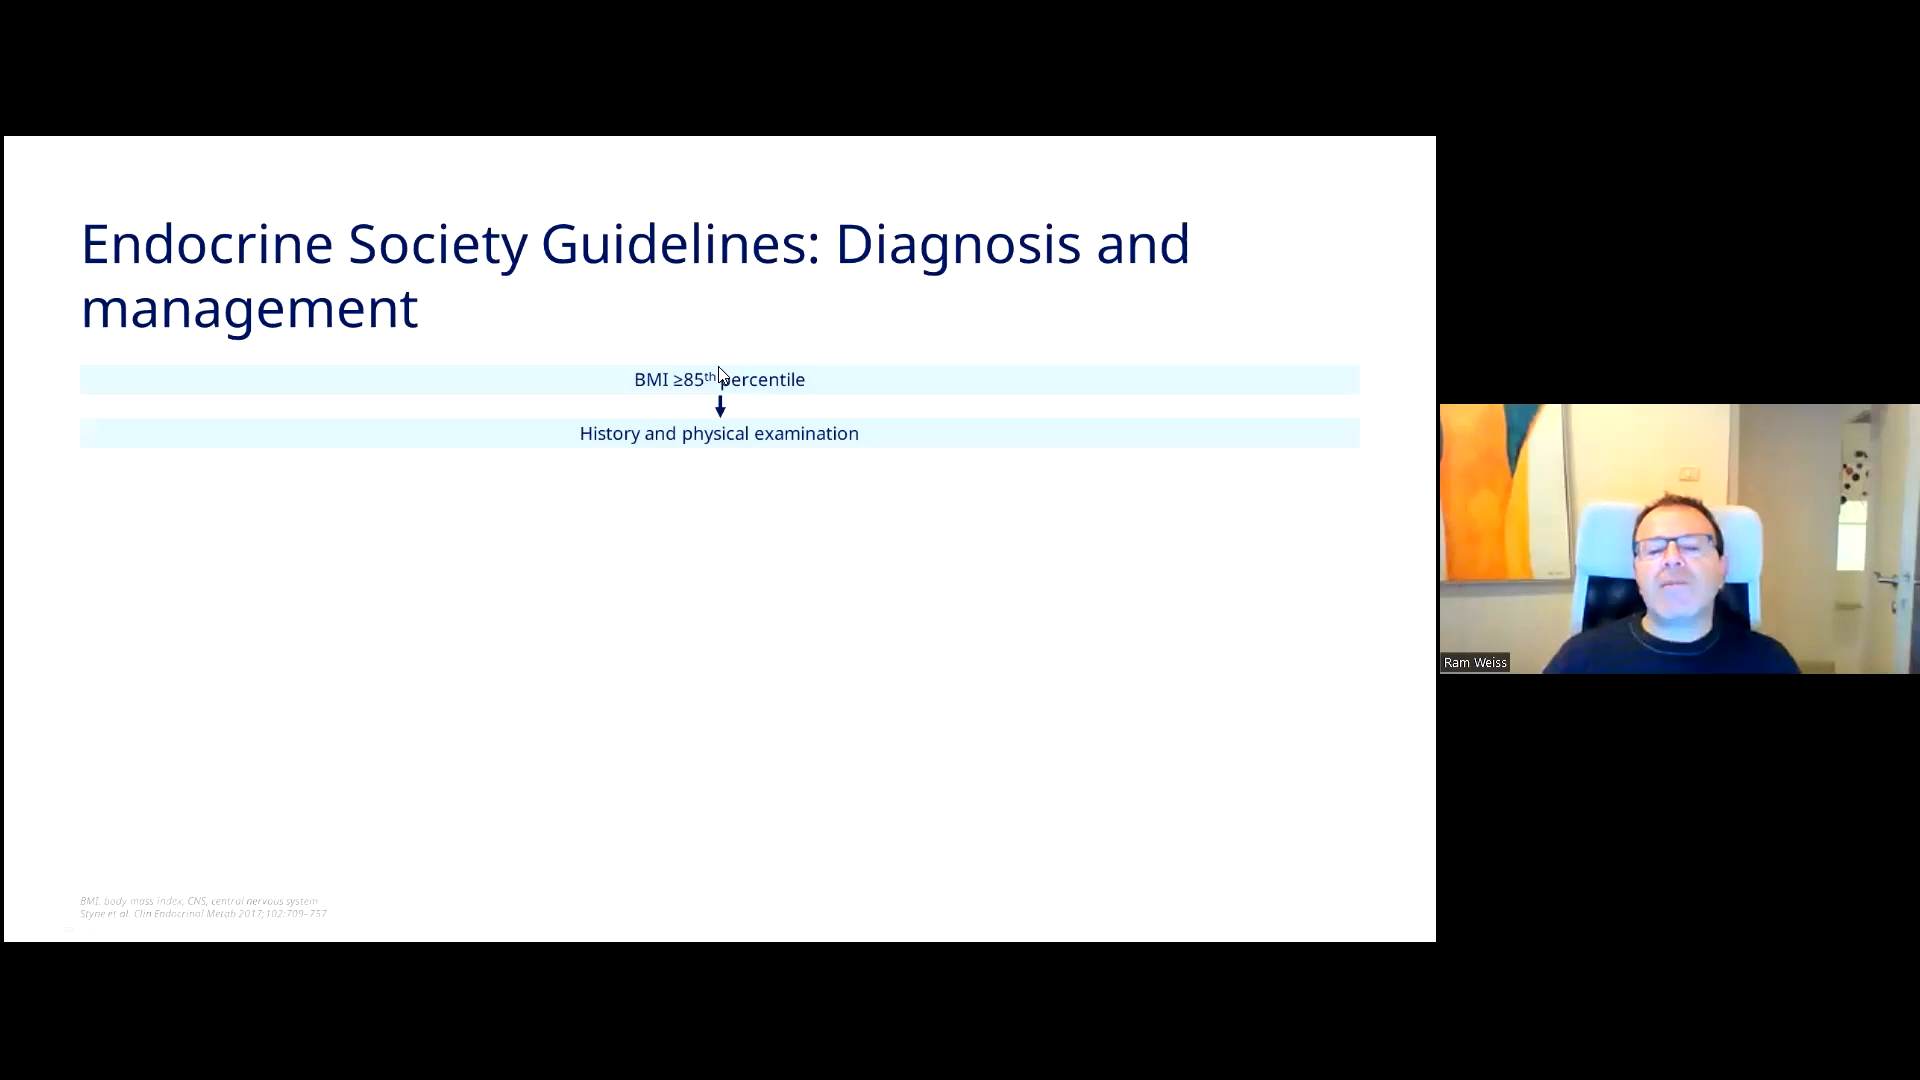 Endocrine Society Guidelines: Diagnosis and
management
BMI ≥85th percentile
History and physical examination
BMI, body mass index; CNS, central nervous system
Styne et al. Clin Endocrinol Metab 2017;102:709–757
Ram Weiss